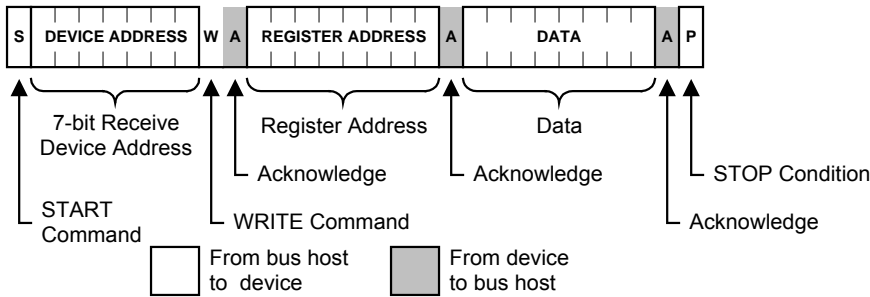 S DEVICE ADDRESS W A REGISTER ADDRESS A DATA A P
7-bit Receive
Device Address
Register Address
Data
Acknowledge
Acknowledge
STOP Condition
START
Command
WRITE Command
Acknowledge
From bus host
to device
From device
to bus host